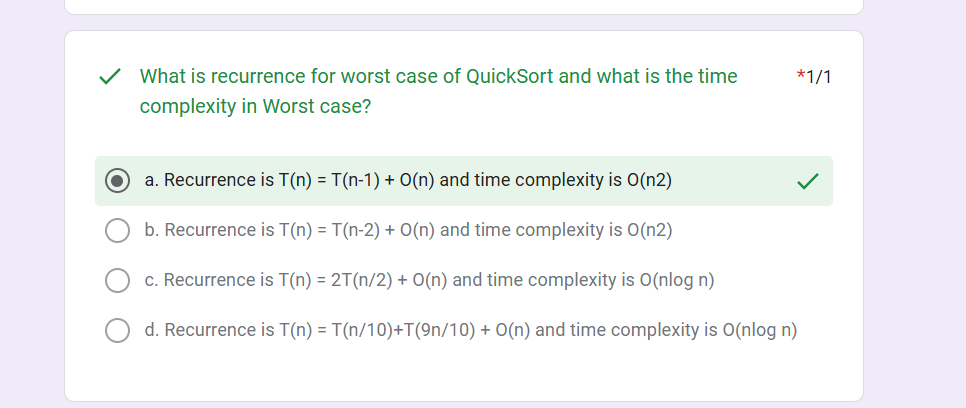 What is recurrence for worst case of QuickSort and what is the time
*1/1
complexity in Worst case?
a. Recurrence is T(n) = T(n-1) + O(n) and time complexity is O(n2)
b. Recurrence is T(n) = T(n-2) + O(n) and time complexity is O(n2)
c. Recurrence is T(n) = 2T(n/2) + O(n) and time complexity is O(nlog n)
d. Recurrence is T(n) = T(n/10)+T(9n/10) + O(n) and time complexity is O(nlog n)